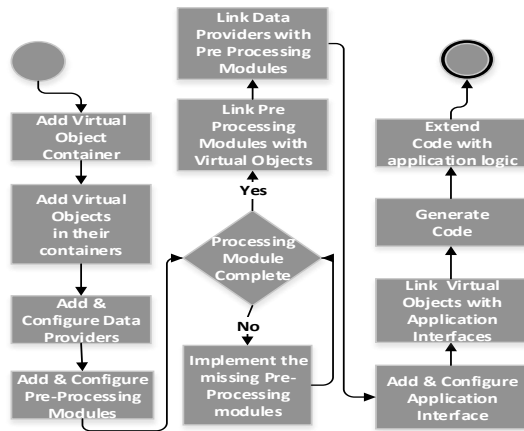 Add Virtual
Object
Container
Add Virtual
Objects
in their
containers
Add &
Configure Data
Providers
Add & Configure
Pre-Processing
Modules
Link Data
Providers with
Pre Processing
Modules
Link Pre
Processing
Modules with
Virtual Objects
Yes
Processing
Module
Complete
No
Implement the
missing Pre-
Processing
modules
Extend
Code with
application logic
Generate
Code
Link Virtual
Objects with
Application
Interfaces
Add & Configure
Application
Interface